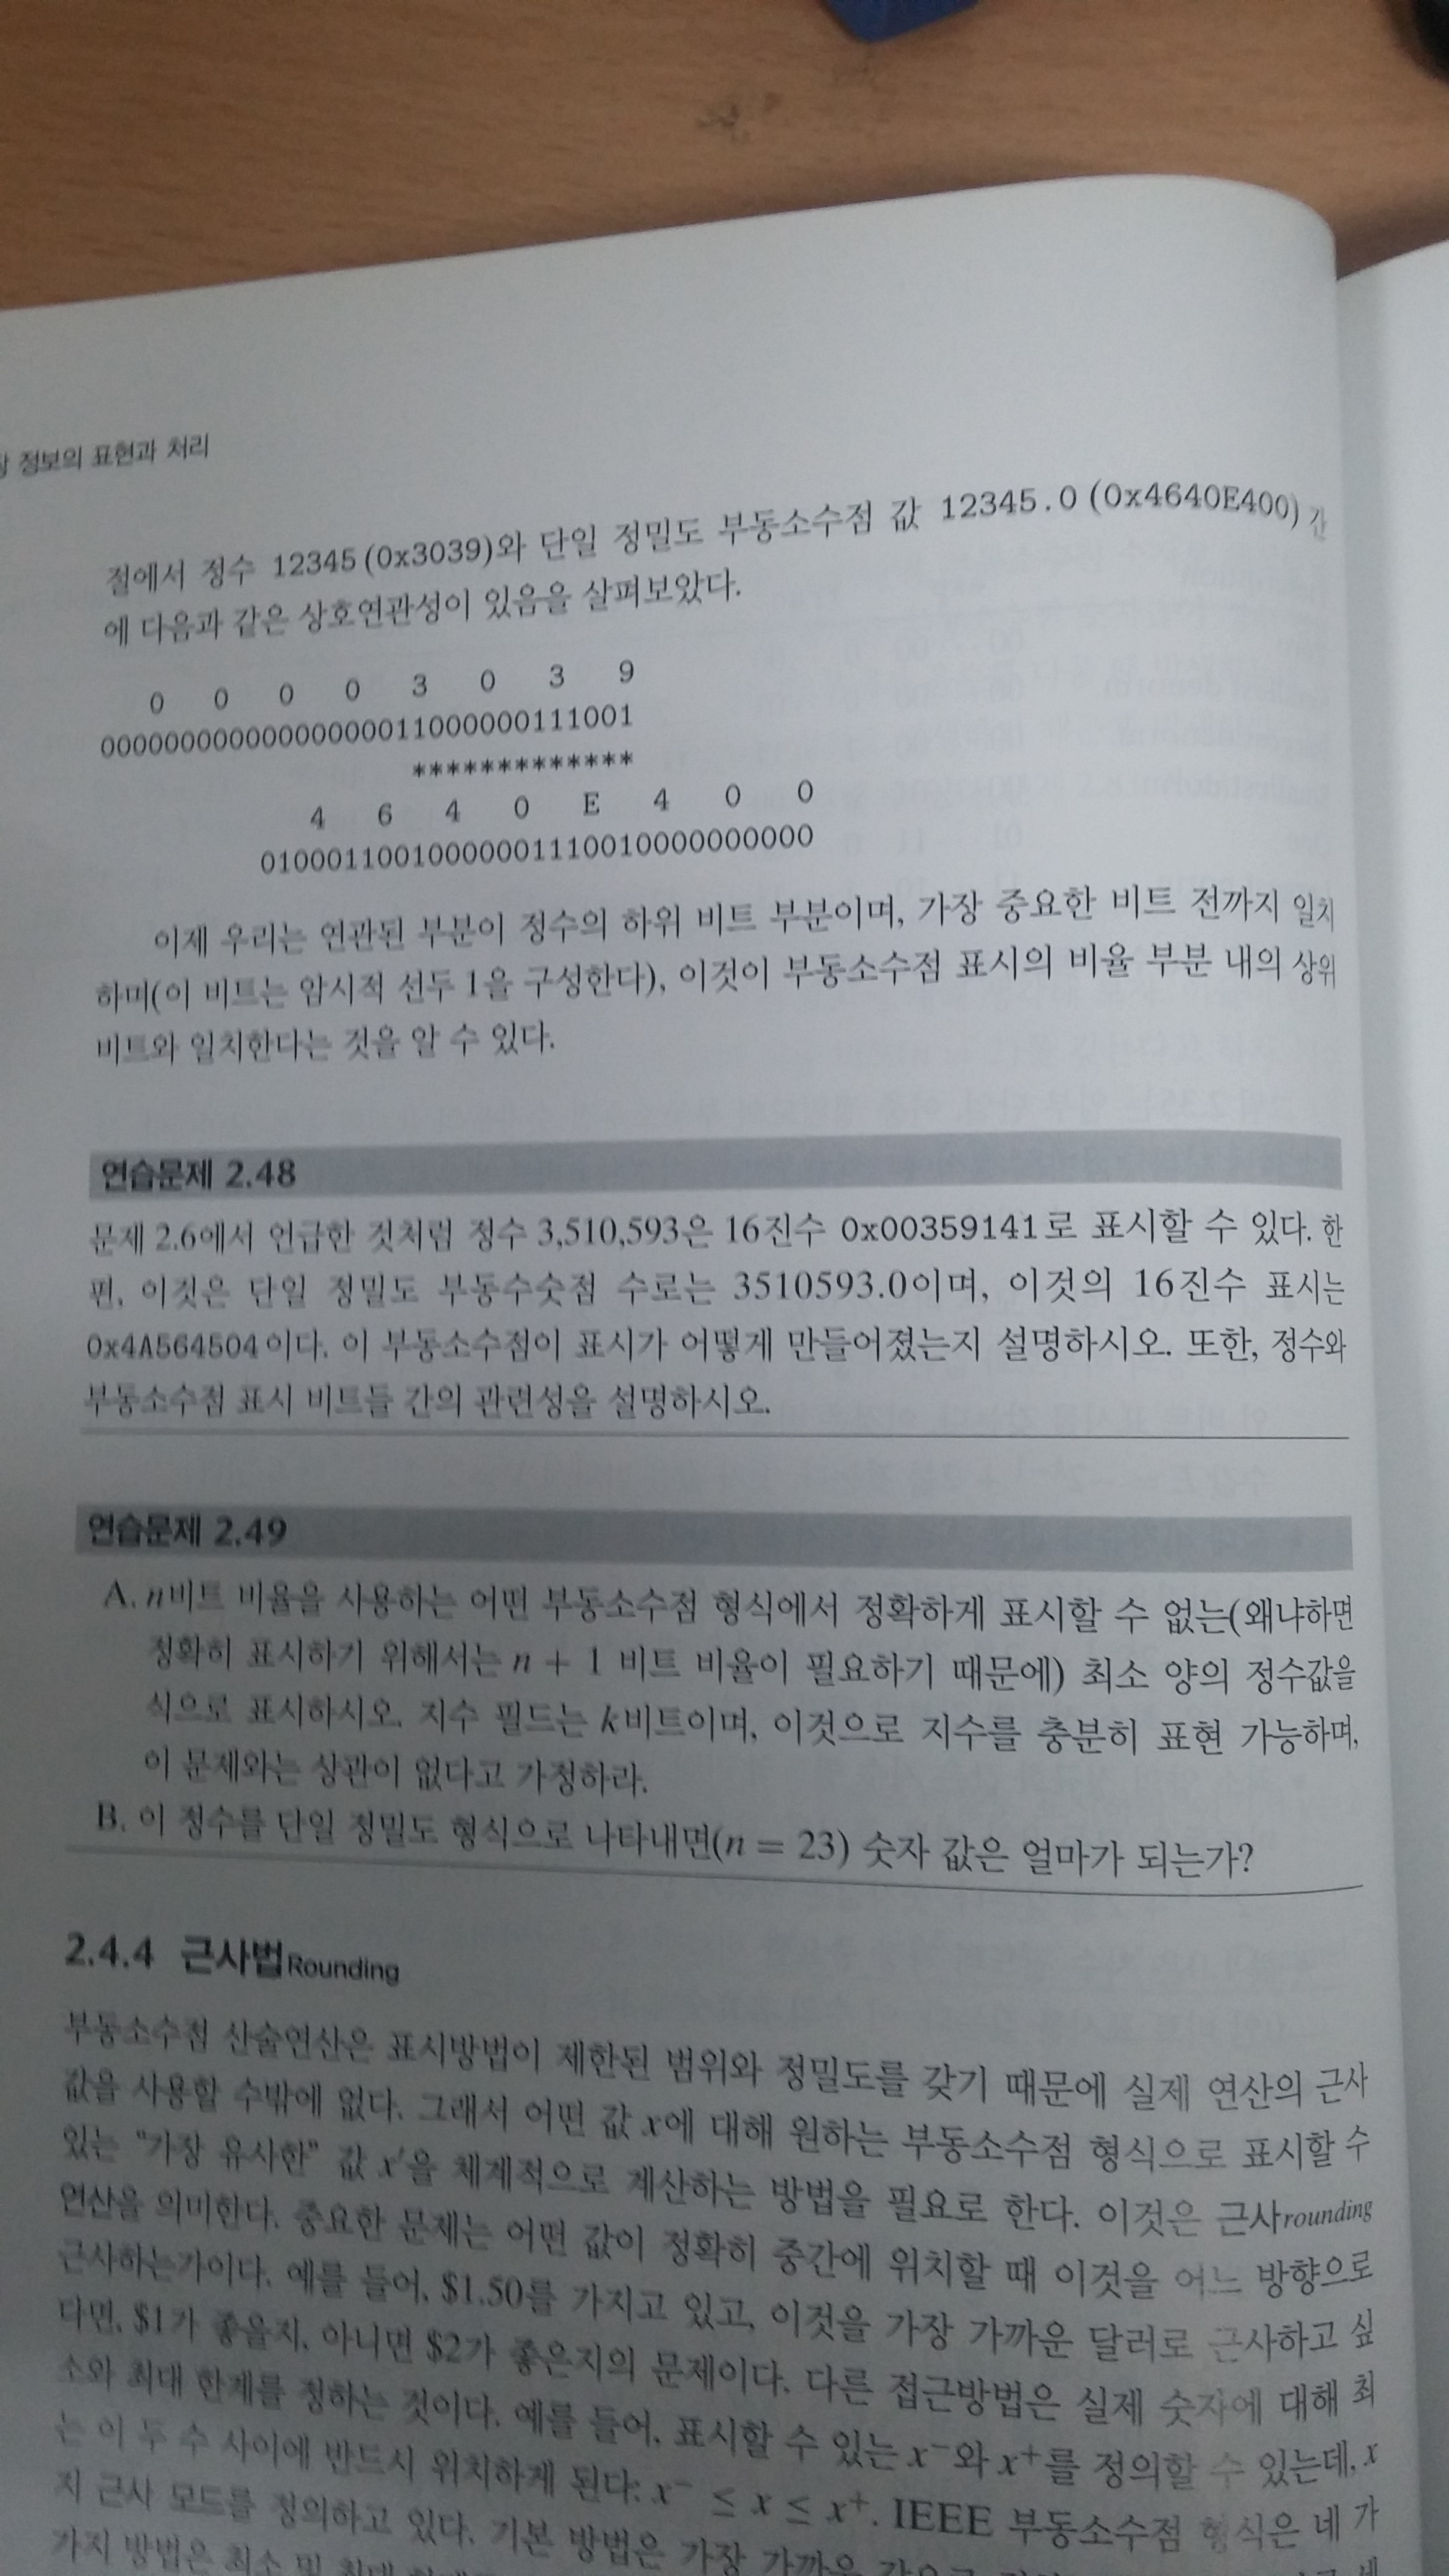 정보의 표현과 처리
절에서 정수 12345(0x3039)와 단일 정밀도 부동소수점 값 12345.0 (0x4640E400) 간
에 다음과 같은 상호연관성이 있음을 살펴보았다.
0 0 0 0 3 0 3 9
00000000000000000011000000111001
*************
4 6 4 0 E 4 0 0
01000110010000001110010000000000
이제 우리는 연관된 부분이 정수의 하위 비트 부분이며, 가장 중요한 비트 전까지 일치
하며(이 비트는 암시적 선두 1을 구성한다), 이것이 부동소수점 표시의 비율 부분 내의 상위
비트와 일치한다는 것을 알 수 있다.
연습문제 2.48
문제 2.6에서 언급한 것처럼 정수 3,510,593은 16진수 0x00359141로 표시할 수 있다. 한
편, 이것은 단일 정밀도 부동수숫점 수로는 3510593.0이며, 이것의 16진수 표시는
0x4A564504이다. 이 부동소수점이 표시가 어떻게 만들어졌는지 설명하시오. 또한, 정수와
부동소수점 표시 비트들 간의 관련성을 설명하시오.
연습문제 2.49
A. n비트 비율을 사용하는 어떤 부동소수점 형식에서 정확하게 표시할 수 없는(왜냐하면
정확히 표시하기 위해서는 n + 1 비트 비율이 필요하기 때문에) 최소 양의 정수값을
식으로 표시하시오. 지수 필드는 k비트이며, 이것으로 지수를 충분히 표현 가능하며,
이 문제와는 상관이 없다고 가정하라.
B. 이 정수를 단일 정밀도 형식으로 나타내면(n = 23) 숫자 값은 얼마가 되는가?
2.4.4 근사법Rounding
부동소수점 산술연산은 표시방법이 제한된 범위와 정밀도를 갖기 때문에 실제 연산의 근사
값을 사용할 수밖에 없다. 그래서 어떤 값 x에 대해 원하는 부동소수점 형식으로 표시할 수
있는 “가장 유사한” 값 x′을 체계적으로 계산하는 방법을 필요로 한다. 이것은 근사rounding
연산을 의미한다. 중요한 문제는 어떤 값이 정확히 중간에 위치할 때 이것을 어느 방향으로
근사하는가이다. 예를 들어, $1.50를 가지고 있고, 이것을 가장 가까운 달러로 근사하고 싶
다면, $1가 좋을지, 아니면 $2가 좋은지의 문제이다. 다른 접근방법은 실제 숫자에 대해 최
소와 최대 한계를 정하는 것이다. 예를 들어, 표시할 수 있는 x⁻와 x⁺를 정의할 수 있는데, x
는 이 두 수 사이에 반드시 위치하게 된다: x⁻ ≤ x ≤ x⁺. IEEE 부동소수점 형식은 네 가
지 근사 모드를 정의하고 있다. 기본 방법은 가장 가까운 값으로
가지 방법은 최소 및 최대